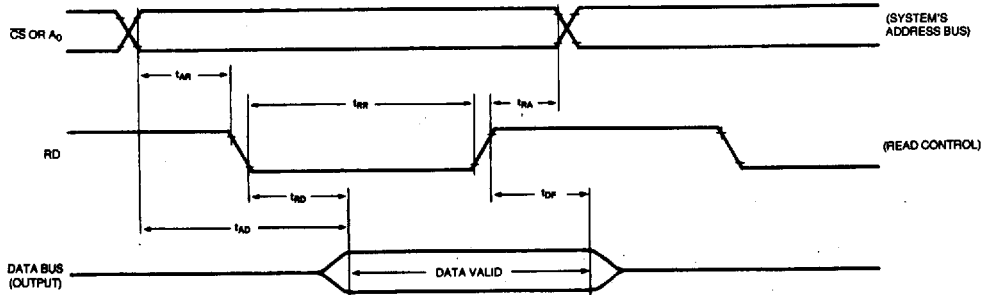 C̅S̅ OR A₀
(SYSTEM'S
ADDRESS BUS)
tAR
tRR
tRA
RD
(READ CONTROL)
tRD
tDF
tAD
DATA BUS
(OUTPUT)
DATA VALID